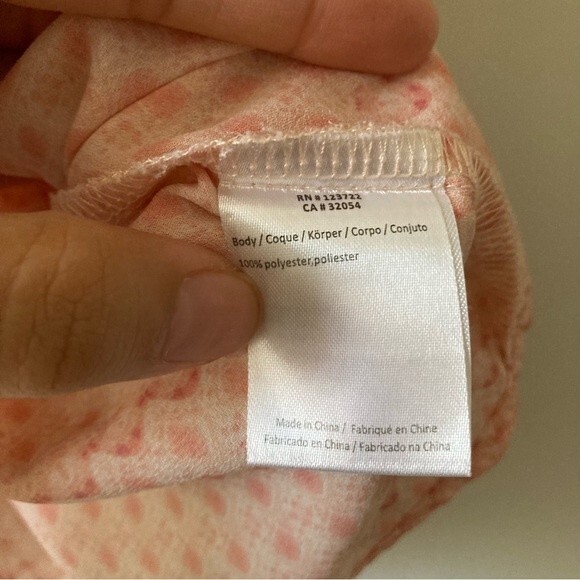 RN # 123722
CA # 32054
Body / Coque / Körper / Corpo / Conjuto
100% polyester,poliester
Made in China / Fabriqué en Chine
Fabricado en China / Fabricado na China